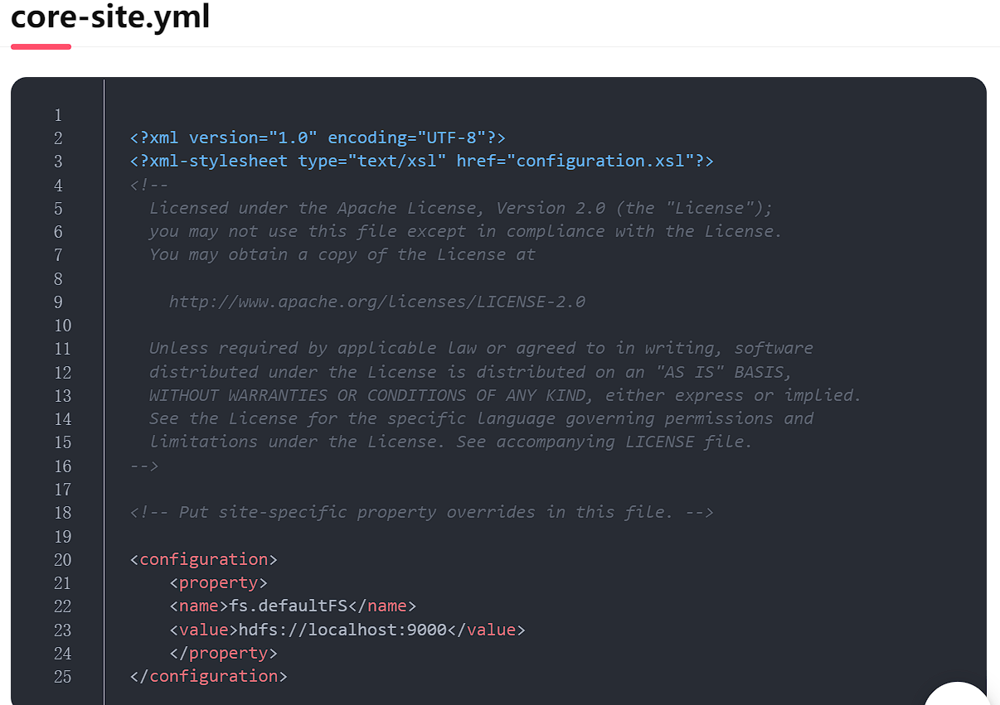 core-site.yml
1
2 <?xml version="1.0" encoding="UTF-8"?>
3 <?xml-stylesheet type="text/xsl" href="configuration.xsl"?>
4 <!--
5   Licensed under the Apache License, Version 2.0 (the "License");
6   you may not use this file except in compliance with the License.
7   You may obtain a copy of the License at
8
9     http://www.apache.org/licenses/LICENSE-2.0
10
11   Unless required by applicable law or agreed to in writing, software
12   distributed under the License is distributed on an "AS IS" BASIS,
13   WITHOUT WARRANTIES OR CONDITIONS OF ANY KIND, either express or implied.
14   See the License for the specific language governing permissions and
15   limitations under the License. See accompanying LICENSE file.
16 -->
17
18 <!-- Put site-specific property overrides in this file. -->
19
20 <configuration>
21     <property>
22     <name>fs.defaultFS</name>
23     <value>hdfs://localhost:9000</value>
24     </property>
25 </configuration>